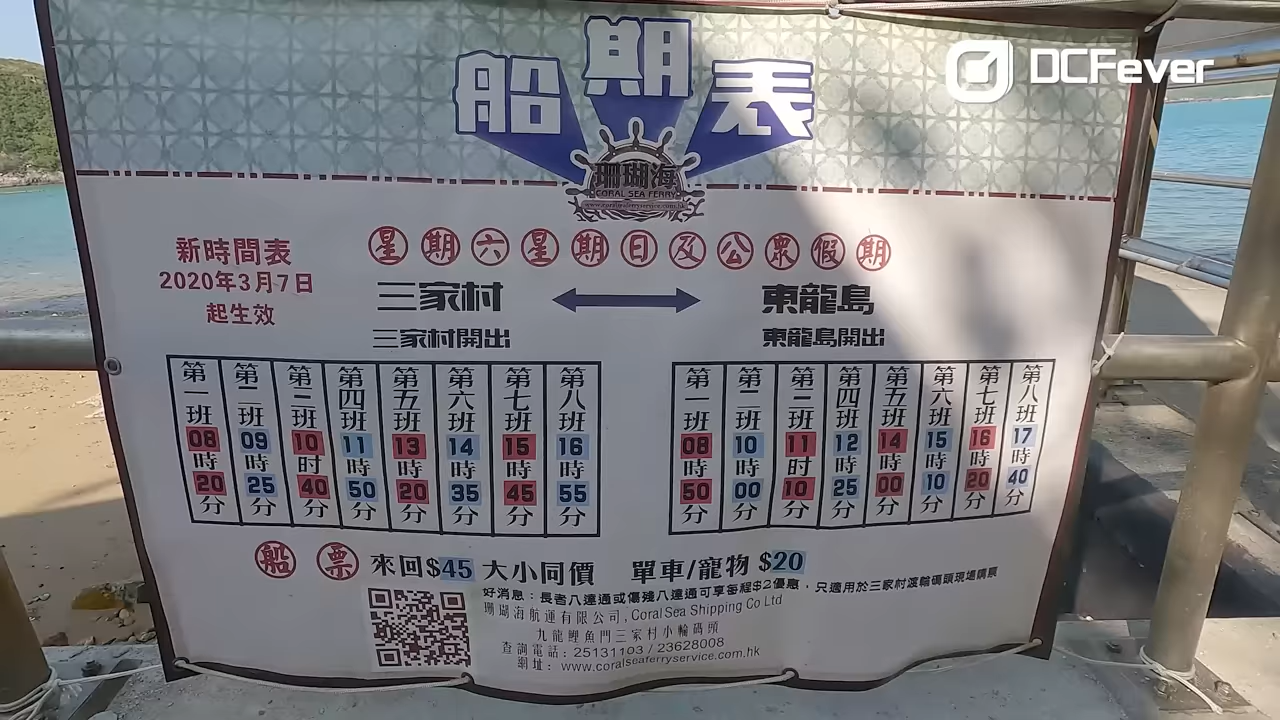 DCFever
船期表
珊瑚海
CORAL SEA FERRY
www.coralseaferryservice.com.hk
新時間表
2020年3月7日
起生效
星期六星期日及公眾假期
三家村 東龍島
三家村開出
第一班 08時20分
第二班 09時25分
第三班 10时40分
第四班 11時50分
第五班 13時20分
第六班 14時35分
第七班 15時45分
第八班 16時55分
東龍島開出
第一班 08時50分
第二班 10時00分
第三班 11时10分
第四班 12時25分
第五班 14時00分
第六班 15時10分
第七班 16時20分
第八班 17時40分
船票 來回$45 大小同價 單車/寵物 $20
好消息：長者八達通或傷殘八達通可享每程$2優惠，只適用於三家村渡輪碼頭現場購票
珊瑚海航運有限公司, Coral Sea Shipping Co Ltd
九龍鯉魚門三家村小輪碼頭
查詢電話：25131103 / 23628008
網址：www.coralseaferryservice.com.hk